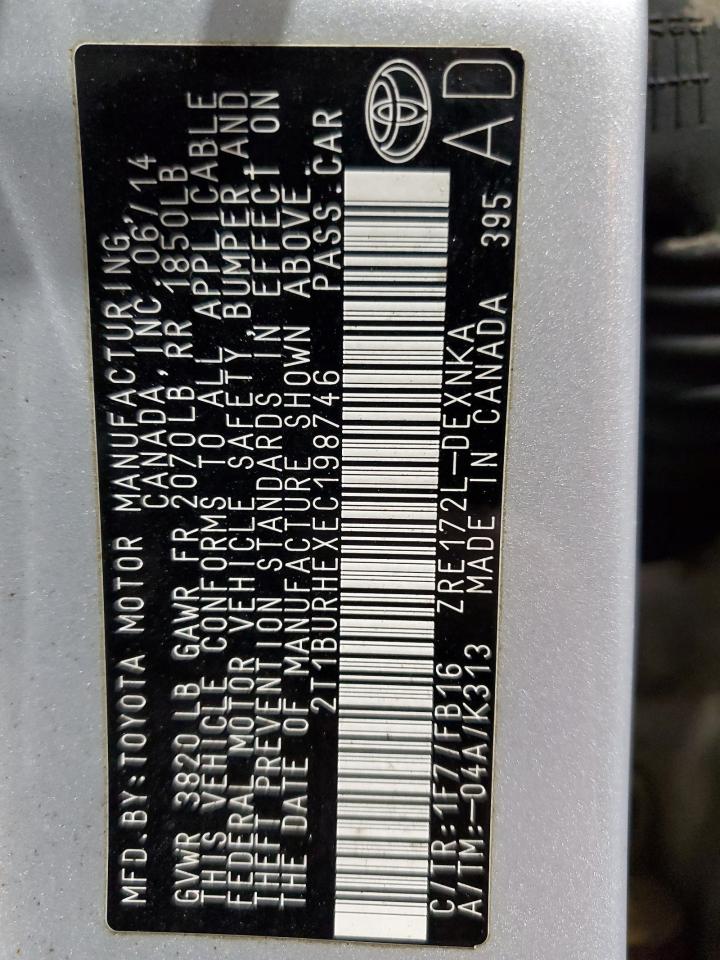 MFD.BY:TOYOTA MOTOR MANUFACTURING,
CANADA,INC. 06/14
GVWR 3820 LB GAWR FR 2070LB,RR 1850LB
THIS VEHICLE CONFORMS TO ALL APPLICABLE
FEDERAL MOTOR VEHICLE SAFETY,BUMPER,AND
THEFT PREVENTION STANDARDS IN EFFECT ON
THE DATE OF MANUFACTURE SHOWN ABOVE.
2T1BURHEXEC198746 PASS.CAR
C/TR:1F7/FB16 ZRE172L-DEXNKA
A/TM:-04A/K313 MADE IN CANADA 395 AD